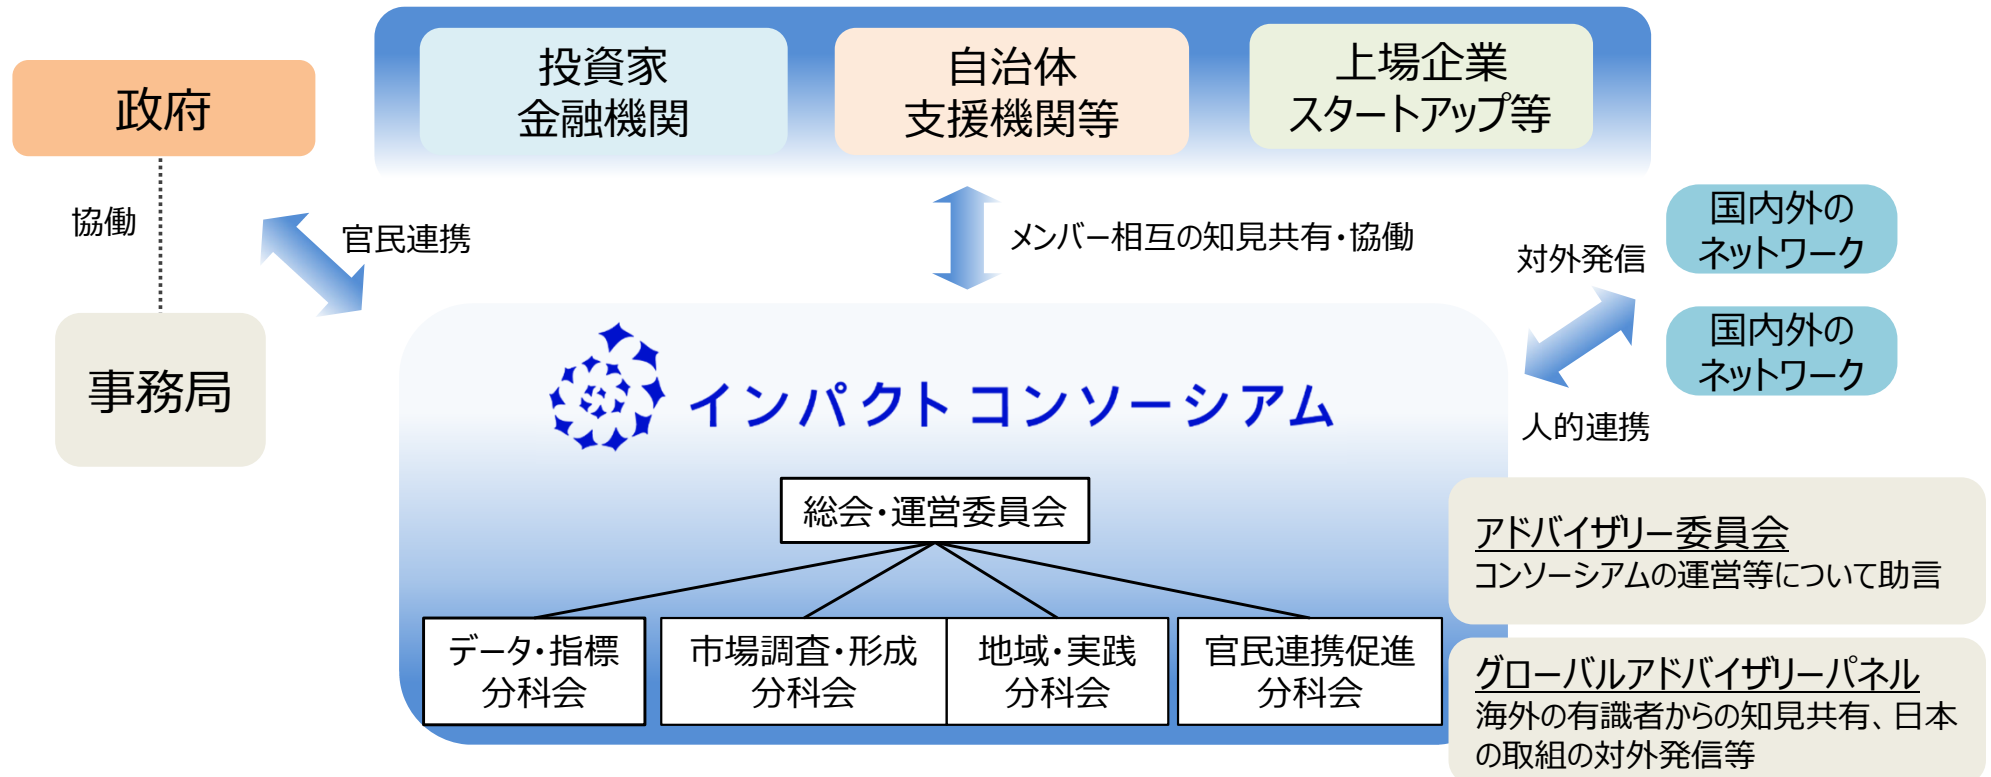 政府
投資家
金融機関
自治体
支援機関等
上場企業
スタートアップ等
協働
官民連携
メンバー相互の知見共有・協働
対外発信
国内外の
ネットワーク
国内外の
ネットワーク
人的連携
事務局
インパクトコンソーシアム
総会・運営委員会
データ・指標
分科会
市場調査・形成
分科会
地域・実践
分科会
官民連携促進
分科会
アドバイザリー委員会
コンソーシアムの運営等について助言
グローバルアドバイザリーパネル
海外の有識者からの知見共有、日本
の取組の対外発信等